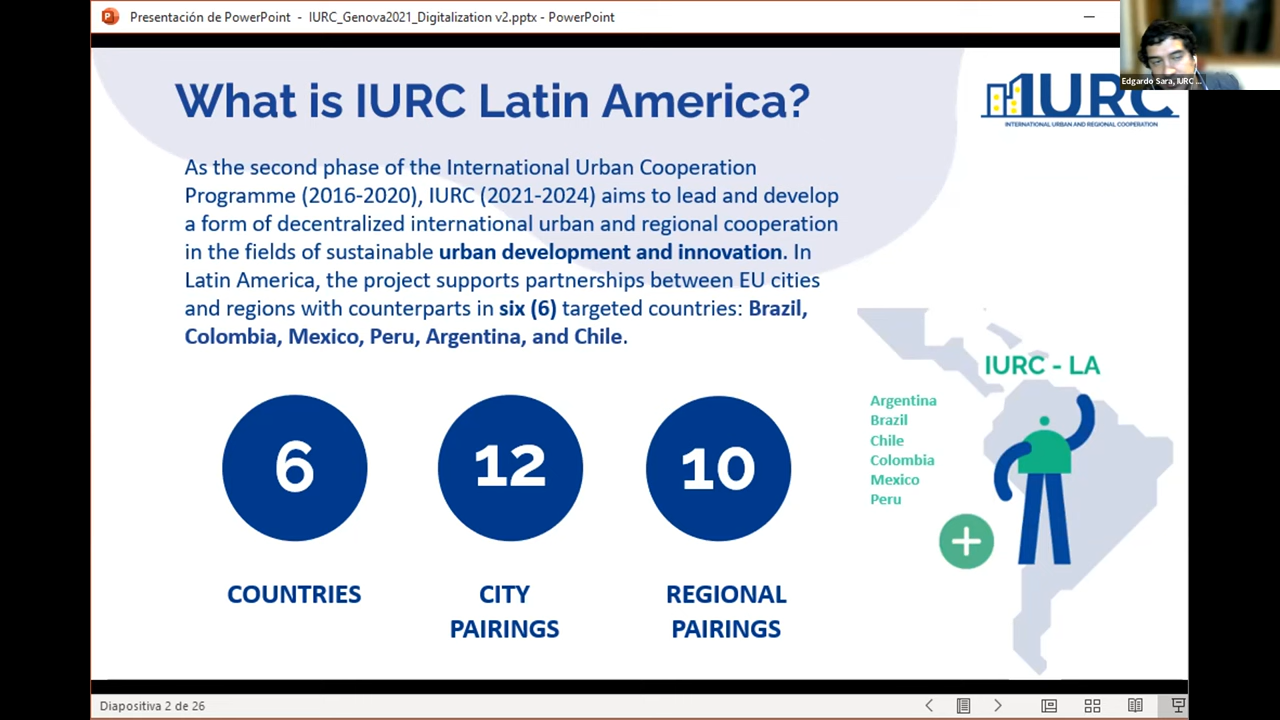 Presentación de PowerPoint - IURC_Genova2021_Digitalization v2.pptx - PowerPoint
Edgardo Sara, IURC ...
What is IURC Latin America?
IURC
INTERNATIONAL URBAN AND REGIONAL COOPERATION
As the second phase of the International Urban Cooperation
Programme (2016-2020), IURC (2021-2024) aims to lead and develop
a form of decentralized international urban and regional cooperation
in the fields of sustainable urban development and innovation. In
Latin America, the project supports partnerships between EU cities
and regions with counterparts in six (6) targeted countries: Brazil,
Colombia, Mexico, Peru, Argentina, and Chile.
IURC - LA
Argentina
Brazil
Chile
Colombia
Mexico
Peru
6
12
10
COUNTRIES
CITY
PAIRINGS
REGIONAL
PAIRINGS
Diapositiva 2 de 26